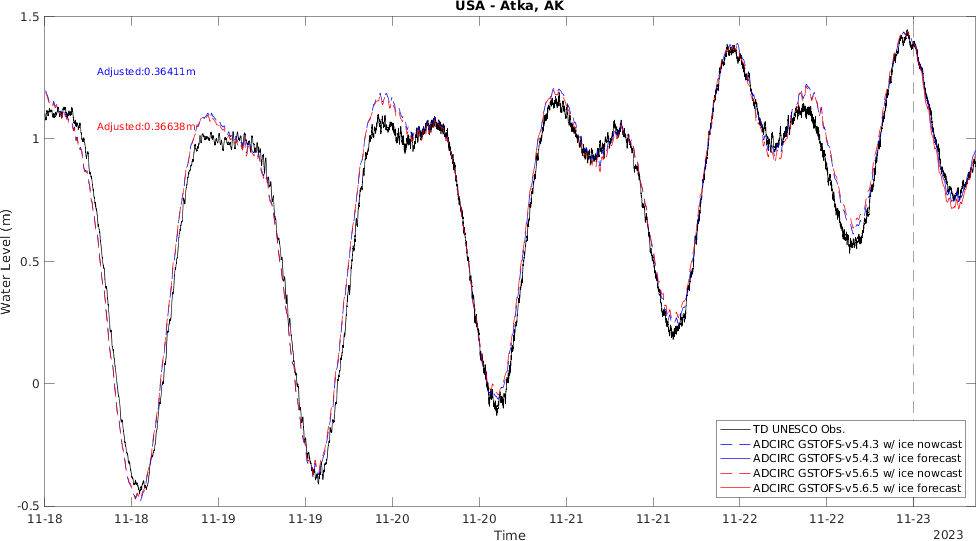 USA - Atka, AK
1.5
Adjusted:0.36411m
Adjusted:0.36638m
1
Water Level (m)
0.5
0
-0.5
TD UNESCO Obs.
ADCIRC GSTOFS-v5.4.3 w/ ice nowcast
ADCIRC GSTOFS-v5.4.3 w/ ice forecast
ADCIRC GSTOFS-v5.6.5 w/ ice nowcast
ADCIRC GSTOFS-v5.6.5 w/ ice forecast
11-18 11-18 11-19 11-19 11-20 11-20 11-21 11-21 11-22 11-22 11-23
Time
2023